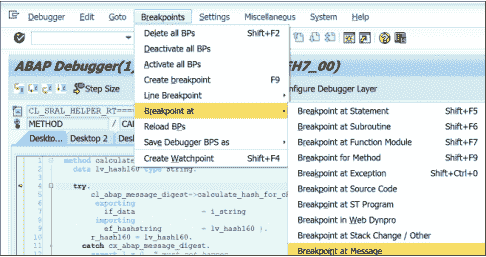 Debugger Edit Goto Breakpoints Settings Miscellaneous System Help
Delete all BPs Shift+F2
Deactivate all BPs
Activate all BPs
Create breakpoint F9
Line Breakpoint
Breakpoint at
Reload BPs
Save Debugger BPS as
Create Watchpoint Shift+F4
ABAP Debugger(1) EH7_00)
Step Size
figure Debugger Layer
CL_SRAL_HELPER_RT====
METHOD / CA
Deskto... Desktop 2 Deskto
Breakpoint at Statement Shift+F5
Breakpoint at Subroutine Shift+F6
Breakpoint at Function Module Shift+F7
Breakpoint for Method Shift+F9
Breakpoint at Exception Shift+Ctrl+0
Breakpoint at Source Code
Breakpoint at ST Program
Breakpoint in Web Dynpro
Breakpoint at Stack Change / Other
Breakpoint at Message
method calculate
data lv_hash160 type string.
try.
cl_abap_message_digest=>calculate_hash_for_ch
exporting
if_data = i_string
importing
ef_hashstring = lv_hash160 ).
r_hash160 = lv_hash160.
catch cx_abap_message_digest.